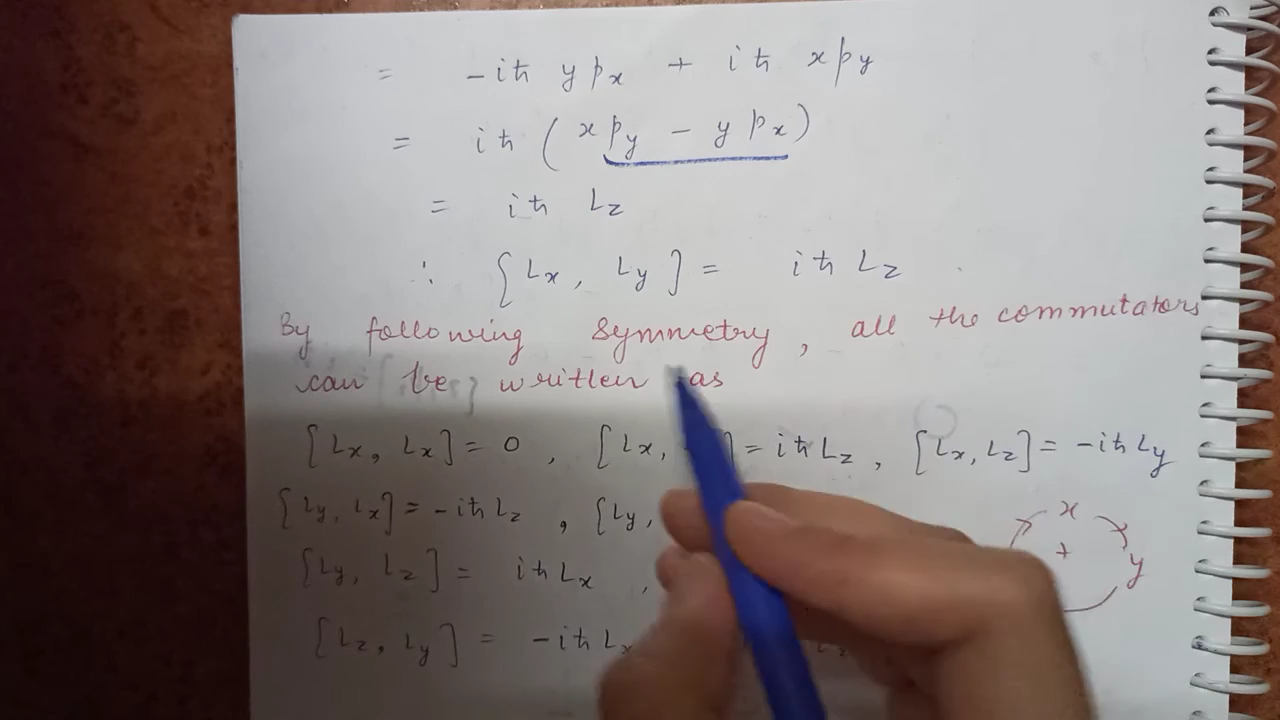 = -iħ y px + iħ x py
= iħ ( x py - y px )
= iħ Lz
∴ [Lx, Ly] = iħ Lz
By following symmetry, all the commutators
can be written as
[Lx, Lx] = 0 , [Lx, ] = iħ Lz , [Lx, Lz] = -iħ Ly
[Ly, Lx] = -iħ Lz , [Ly,
[Ly, Lz] = iħ Lx ,
[Lz, Ly] = -iħ Lx
x
+
y